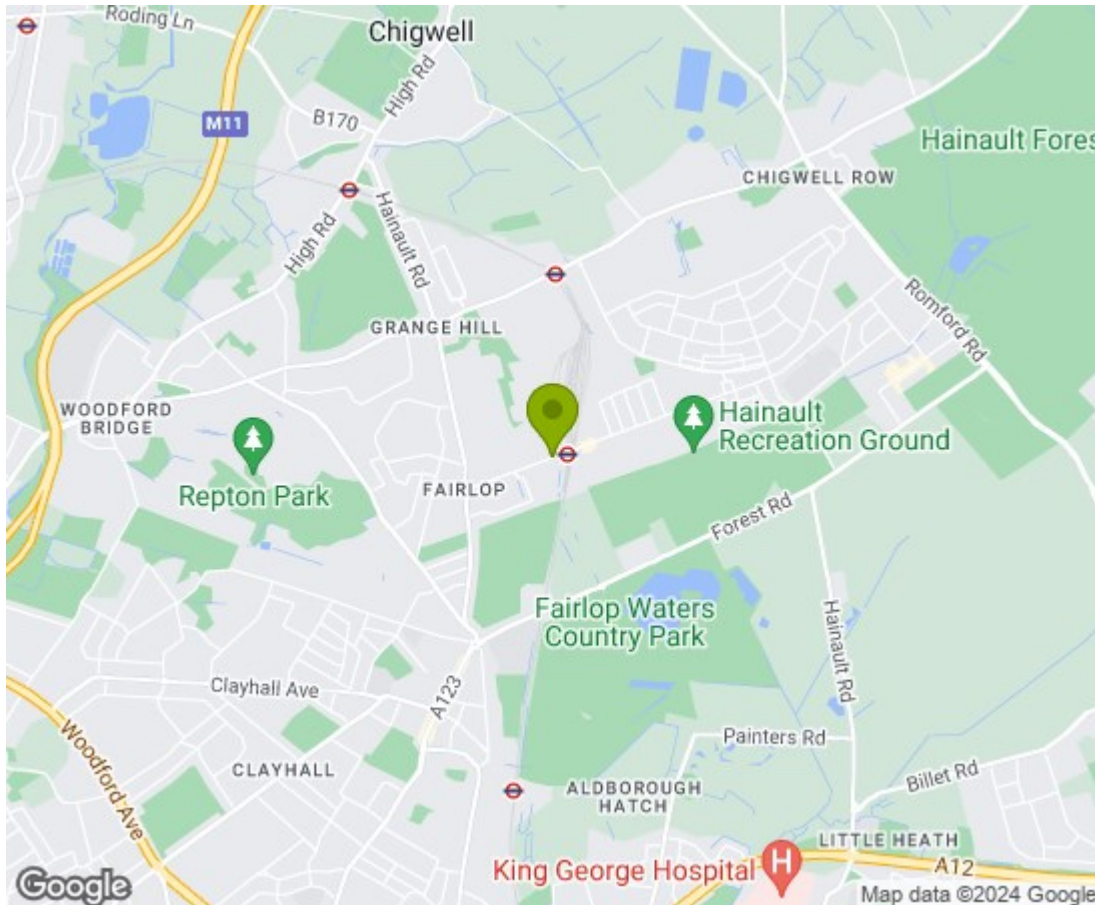 Roding Ln
Chigwell
High Rd
M11
B170
Hainault Fores
CHIGWELL ROW
Hainault Rd
High Rd
Romford Rd
GRANGE HILL
WOODFORD
BRIDGE
Hainault
Recreation Ground
Repton Park
FAIRLOP
Forest Rd
Fairlop Waters
Country Park
Hainault Rd
Clayhall Ave
A123
Woodford Ave
Painters Rd
CLAYHALL
ALDBOROUGH
HATCH
Billet Rd
LITTLE HEATH
King George Hospital
H
A12
Google
Map data ©2024 Google